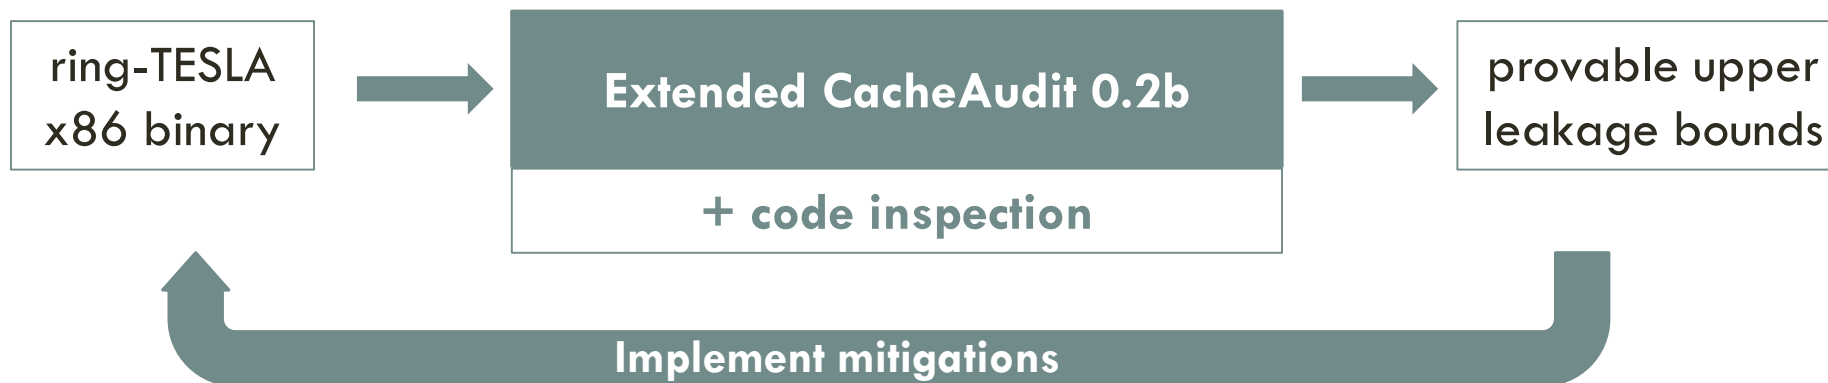 ring-TESLA
x86 binary
Extended CacheAudit 0.2b
+ code inspection
provable upper
leakage bounds
Implement mitigations